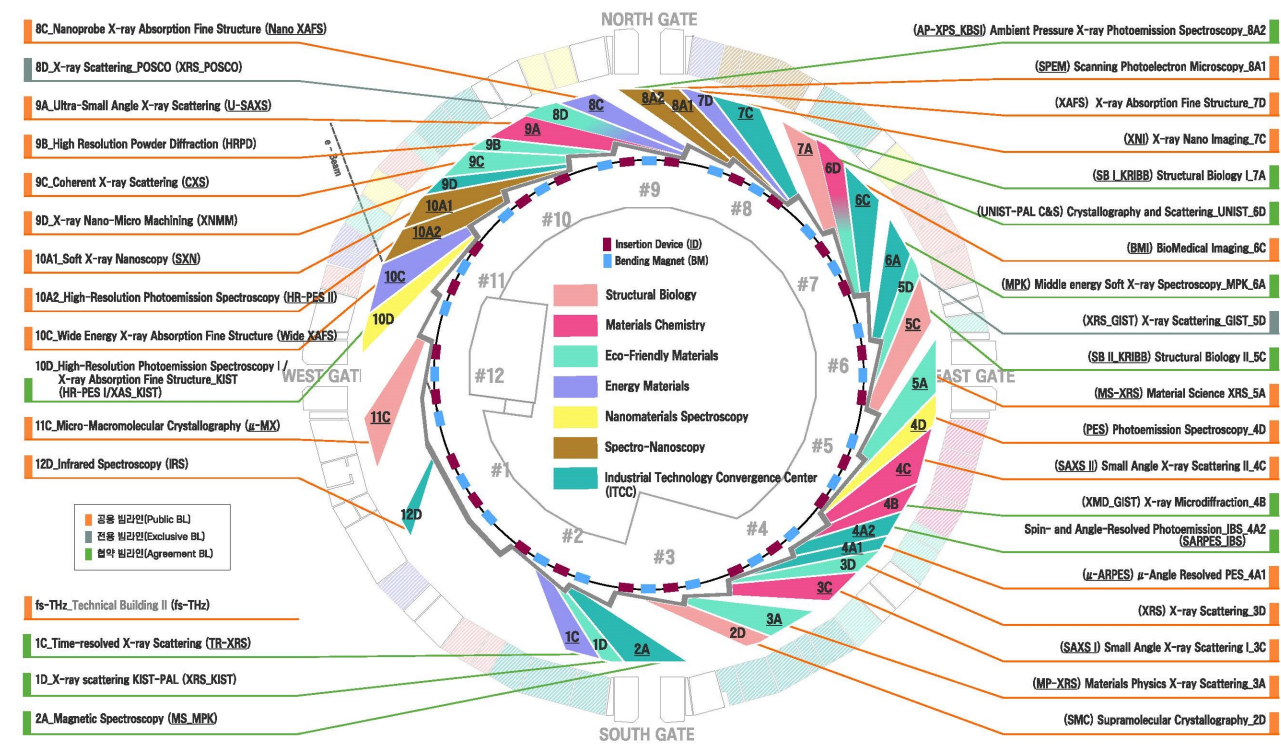 NORTH GATE
8C_Nanoprobe X-ray Absorption Fine Structure (Nano XAFS)
8D_X-ray Scattering_POSCO (XRS_POSCO)
9A_Ultra-Small Angle X-ray Scattering (U-SAXS)
9B_High Resolution Powder Diffraction (HRPD)
9C_Coherent X-ray Scattering (CXS)
9D_X-ray Nano-Micro Machining (XNMM)
10A1_Soft X-ray Nanoscopy (SXN)
10A2_High-Resolution Photoemission Spectroscopy (HR-PES II)
10C_Wide Energy X-ray Absorption Fine Structure (Wide XAFS)
10D_High-Resolution Photoemission Spectroscopy I /
X-ray Absorption Fine Structure_KIST
(HR-PES I/XAS_KIST)
11C_Micro-Macromolecular Crystallography (μ-MX)
12D_Infrared Spectroscopy (IRS)
공용 빔라인(Public BL)
전용 빔라인(Exclusive BL)
협약 빔라인(Agreement BL)
fs-THz_Technical Building II (fs-THz)
1C_Time-resolved X-ray Scattering (TR-XRS)
1D_X-ray scattering KIST-PAL (XRS_KIST)
2A_Magnetic Spectroscopy (MS_MPK)
e - Beam
WEST GATE
8C
8D
9A
9B
9C
9D
10A1
10A2
10C
10D
11C
12D
8A2
8A1
7D
7C
7A
6D
6C
6A
5D
5C
5A
4D
4C
4B
4A2
4A1
3D
3C
3A
2D
2A
1D
1C
#9
#10
#8
#11
#7
#12
#6
#1
#5
#2
#4
#3
Insertion Device (ID)
Bending Magnet (BM)
Structural Biology
Materials Chemistry
Eco-Friendly Materials
Energy Materials
Nanomaterials Spectroscopy
Spectro-Nanoscopy
Industrial Technology Convergence Center
(ITCC)
EAST GATE
SOUTH GATE
(AP-XPS_KBSI) Ambient Pressure X-ray Photoemission Spectroscopy_8A2
(SPEM) Scanning Photoelectron Microscopy_8A1
(XAFS) X-ray Absorption Fine Structure_7D
(XNI) X-ray Nano Imaging_7C
(SB I_KRIBB) Structural Biology I_7A
(UNIST-PAL C&S) Crystallography and Scattering_UNIST_6D
(BMI) BioMedical Imaging_6C
(MPK) Middle energy Soft X-ray Spectroscopy_MPK_6A
(XRS_GIST) X-ray Scattering_GIST_5D
(SB II_KRIBB) Structural Biology II_5C
(MS-XRS) Material Science XRS_5A
(PES) Photoemission Spectroscopy_4D
(SAXS II) Small Angle X-ray Scattering II_4C
(XMD_GIST) X-ray Microdiffraction_4B
Spin- and Angle-Resolved Photoemission_IBS_4A2
(SARPES_IBS)
(μ-ARPES) μ-Angle Resolved PES_4A1
(XRS) X-ray Scattering_3D
(SAXS I) Small Angle X-ray Scattering I_3C
(MP-XRS) Materials Physics X-ray Scattering_3A
(SMC) Supramolecular Crystallography_2D